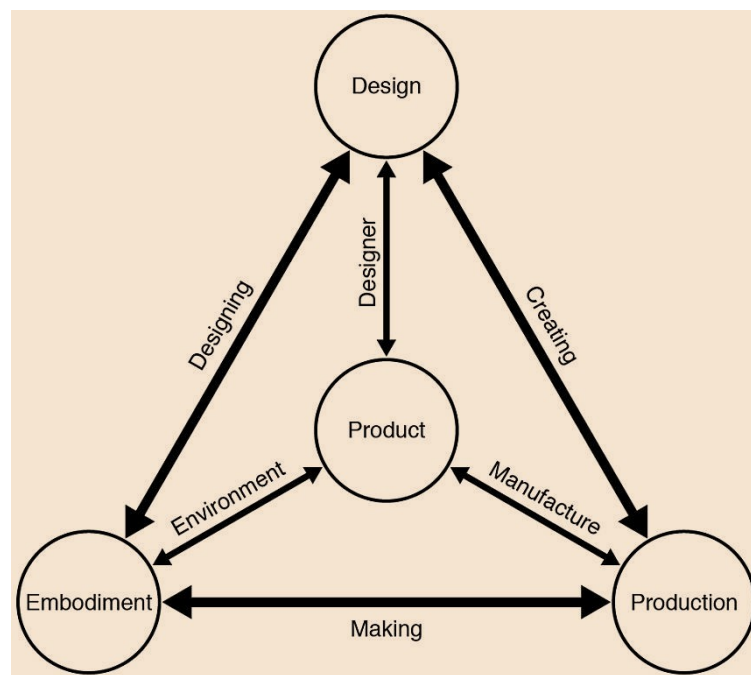 Design
Designing
Designer
Creating
Product
Environment
Manufacture
Embodiment
Production
Making